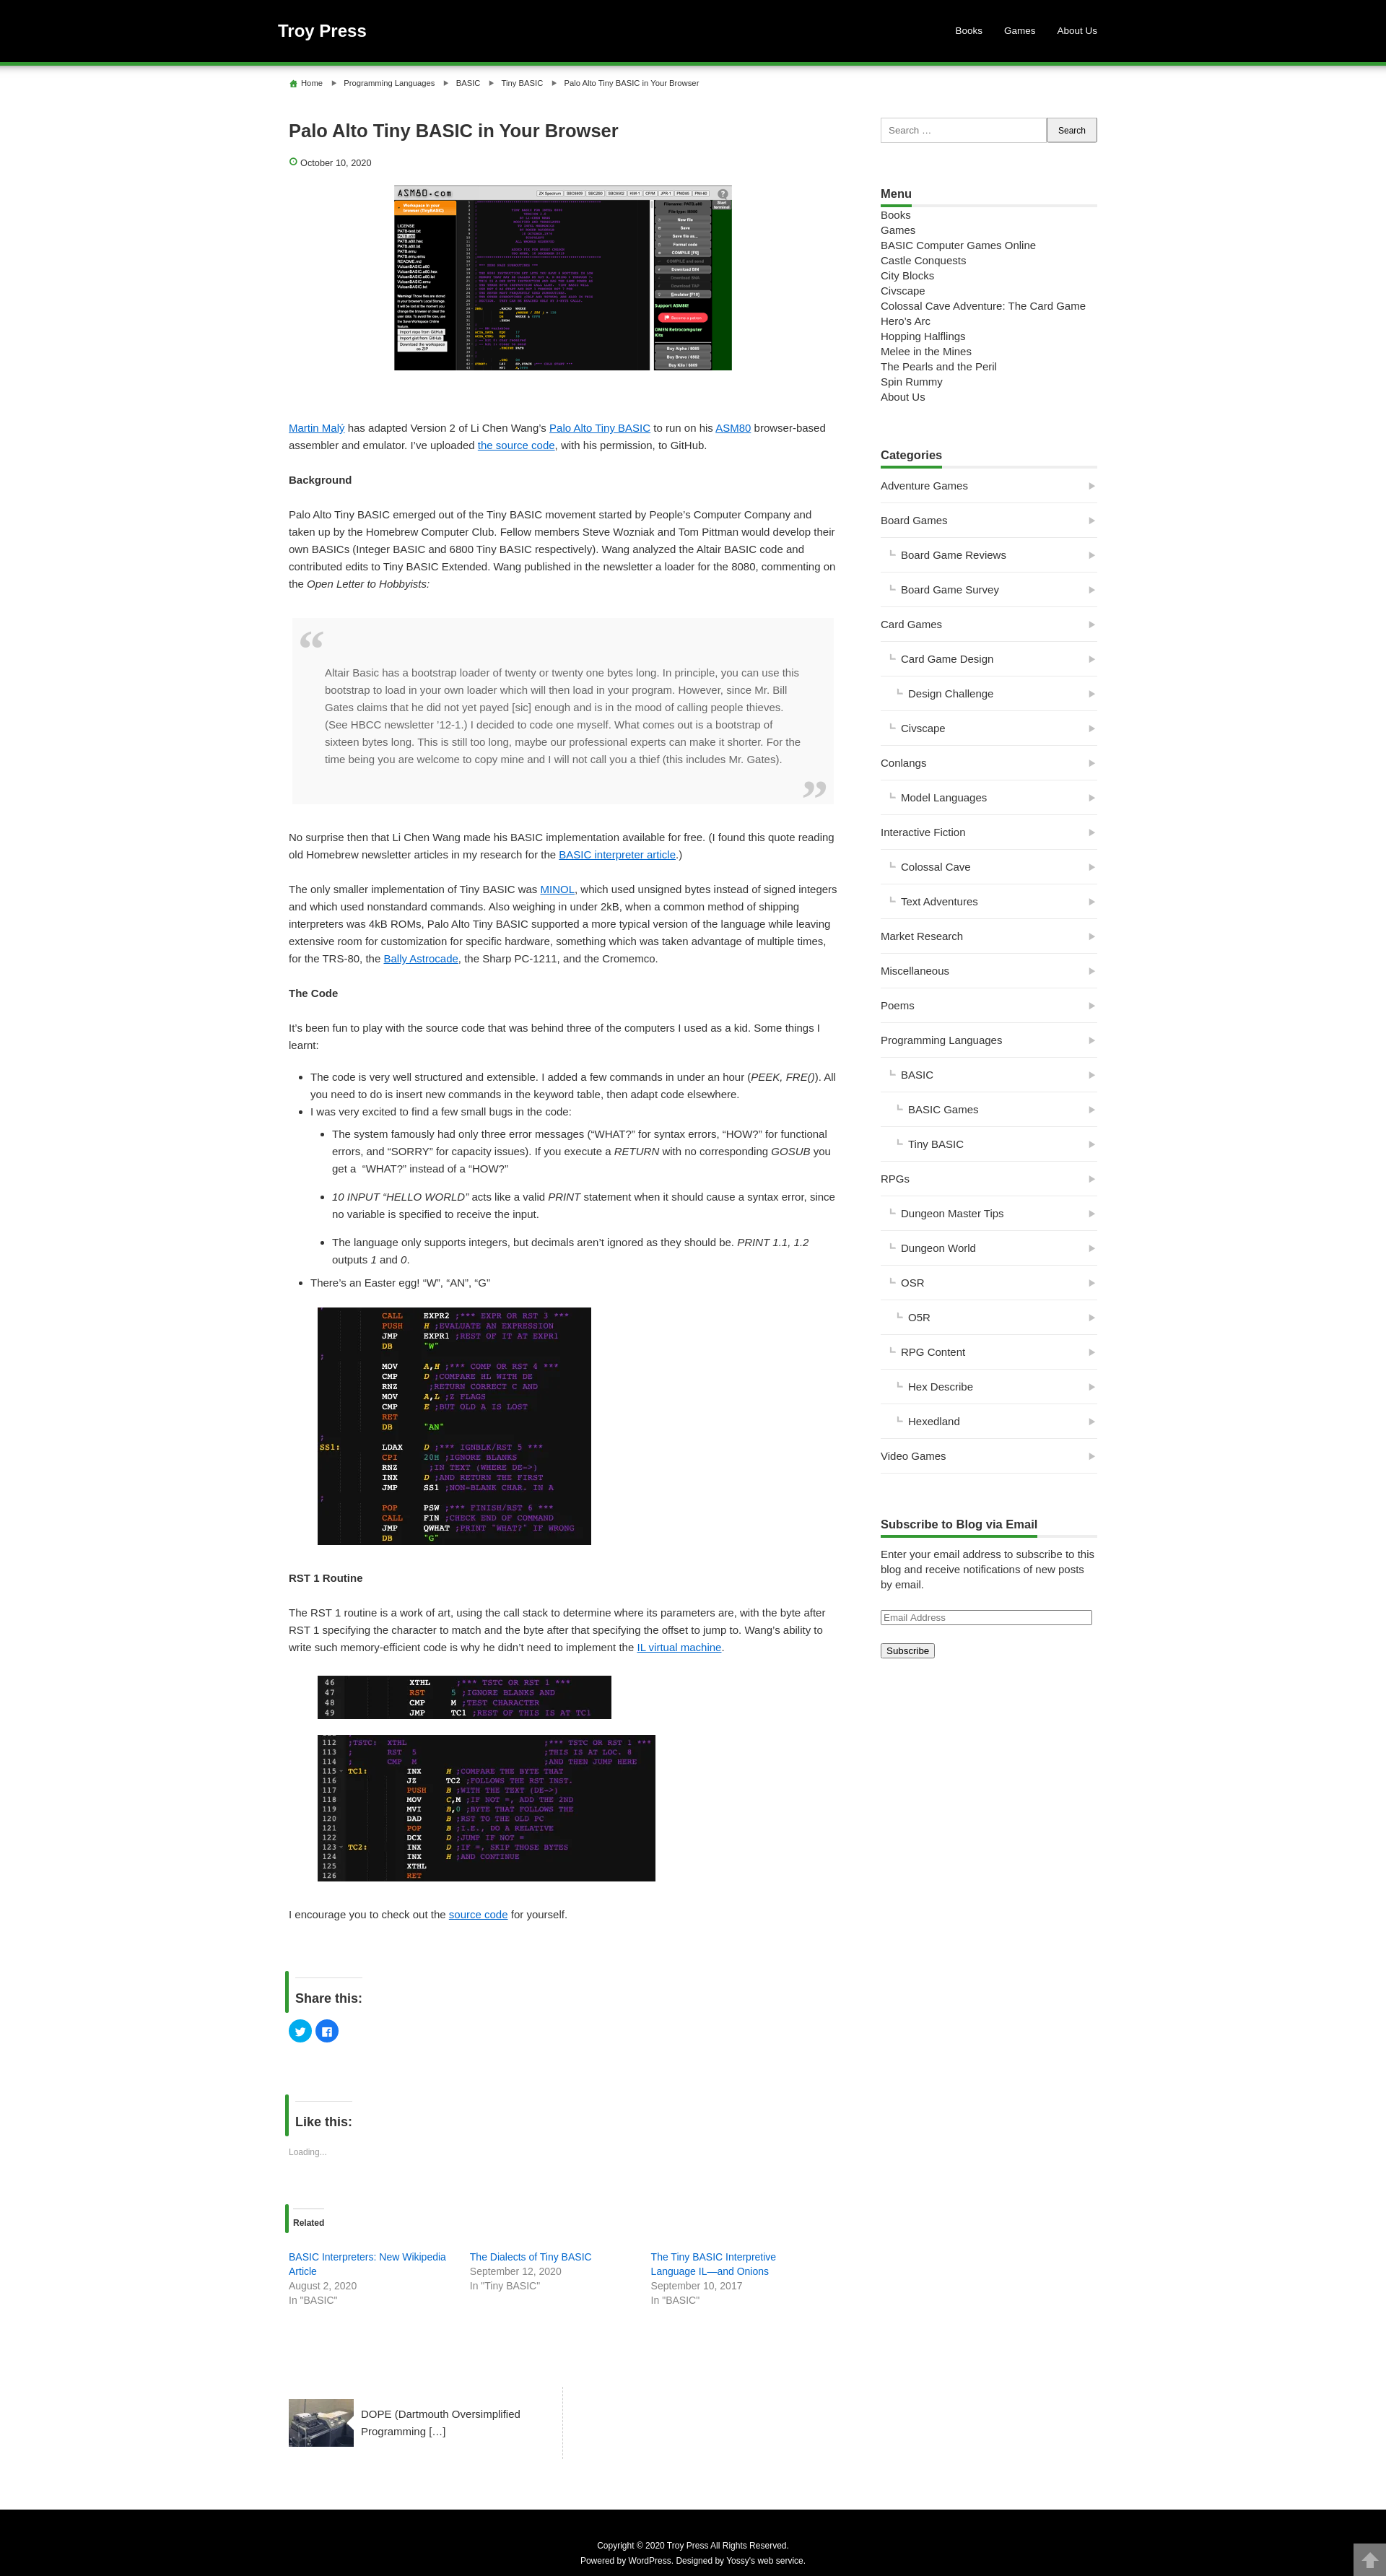 Troy Press
Books
Games
About Us
Home
Programming Languages
BASIC
Tiny BASIC
Palo Alto Tiny BASIC in Your Browser
Palo Alto Tiny BASIC in Your Browser
October 10, 2020
ASM80.com
Martin Malý has adapted Version 2 of Li Chen Wang's Palo Alto Tiny BASIC to run on his ASM80 browser-based
assembler and emulator. I've uploaded the source code, with his permission, to GitHub.
Background
Palo Alto Tiny BASIC emerged out of the Tiny BASIC movement started by People's Computer Company and
taken up by the Homebrew Computer Club. Fellow members Steve Wozniak and Tom Pittman would develop their
own BASICs (Integer BASIC and 6800 Tiny BASIC respectively). Wang analyzed the Altair BASIC code and
contributed edits to Tiny BASIC Extended. Wang published in the newsletter a loader for the 8080, commenting on
the Open Letter to Hobbyists:
“
Altair Basic has a bootstrap loader of twenty or twenty one bytes long. In principle, you can use this
bootstrap to load in your own loader which will then load in your program. However, since Mr. Bill
Gates claims that he did not yet payed [sic] enough and is in the mood of calling people thieves.
(See HBCC newsletter '12-1.) I decided to code one myself. What comes out is a bootstrap of
sixteen bytes long. This is still too long, maybe our professional experts can make it shorter. For the
time being you are welcome to copy mine and I will not call you a thief (this includes Mr. Gates).
”
No surprise then that Li Chen Wang made his BASIC implementation available for free. (I found this quote reading
old Homebrew newsletter articles in my research for the BASIC interpreter article.)
The only smaller implementation of Tiny BASIC was MINOL, which used unsigned bytes instead of signed integers
and which used nonstandard commands. Also weighing in under 2kB, when a common method of shipping
interpreters was 4kB ROMs, Palo Alto Tiny BASIC supported a more typical version of the language while leaving
extensive room for customization for specific hardware, something which was taken advantage of multiple times,
for the TRS-80, the Bally Astrocade, the Sharp PC-1211, and the Cromemco.
The Code
It's been fun to play with the source code that was behind three of the computers I used as a kid. Some things I
learnt:
• The code is very well structured and extensible. I added a few commands in under an hour (PEEK, FRE()). All
you need to do is insert new commands in the keyword table, then adapt code elsewhere.
• I was very excited to find a few small bugs in the code:
• The system famously had only three error messages (“WHAT?” for syntax errors, “HOW?” for functional
errors, and “SORRY” for capacity issues). If you execute a RETURN with no corresponding GOSUB you
get a “WHAT?” instead of a “HOW?”
• 10 INPUT “HELLO WORLD” acts like a valid PRINT statement when it should cause a syntax error, since
no variable is specified to receive the input.
• The language only supports integers, but decimals aren't ignored as they should be. PRINT 1.1, 1.2
outputs 1 and 0.
• There's an Easter egg! “W”, “AN”, “G”
CALL EXPR2 ;*** EXPR OR RST 3 ***
PUSH H ;EVALUATE AN EXPRESSION
JMP EXPR1 ;REST OF IT AT EXPR1
DB "W"
;
MOV A,H ;*** COMP OR RST 4 ***
CMP D ;COMPARE HL WITH DE
RNZ ;RETURN CORRECT C AND
MOV A,L ;Z FLAGS
CMP E ;BUT OLD A IS LOST
RET
DB "AN"
;
SS1: LDAX D ;*** IGNBLK/RST 5 ***
CPI 20H ;IGNORE BLANKS
RNZ ;IN TEXT (WHERE DE->)
INX D ;AND RETURN THE FIRST
JMP SS1 ;NON-BLANK CHAR. IN A
;
POP PSW ;*** FINISH/RST 6 ***
CALL FIN ;CHECK END OF COMMAND
JMP QWHAT ;PRINT "WHAT?" IF WRONG
DB "G"
RST 1 Routine
The RST 1 routine is a work of art, using the call stack to determine where its parameters are, with the byte after
RST 1 specifying the character to match and the byte after that specifying the offset to jump to. Wang's ability to
write such memory-efficient code is why he didn't need to implement the IL virtual machine.
46 XTHL ;*** TSTC OR RST 1 ***
47 RST 5 ;IGNORE BLANKS AND
48 CMP M ;TEST CHARACTER
49 JMP TC1 ;REST OF THIS IS AT TC1
112 ;TSTC: XTHL ;*** TSTC OR RST 1 ***
113 ; RST 5 ;THIS IS AT LOC. 8
114 ; CMP M ;AND THEN JUMP HERE
115 TC1: INX H ;COMPARE THE BYTE THAT
116 JZ TC2 ;FOLLOWS THE RST INST.
117 PUSH B ;WITH THE TEXT (DE->)
118 MOV C,M ;IF NOT =, ADD THE 2ND
119 MVI B,0 ;BYTE THAT FOLLOWS THE
120 DAD B ;RST TO THE OLD PC
121 POP B ;I.E., DO A RELATIVE
122 DCX D ;JUMP IF NOT =
123 TC2: INX D ;IF =, SKIP THOSE BYTES
124 INX H ;AND CONTINUE
125 XTHL
126 RET
I encourage you to check out the source code for yourself.
Share this:
Like this:
Loading...
Related
BASIC Interpreters: New Wikipedia
Article
August 2, 2020
In "BASIC"
The Dialects of Tiny BASIC
September 12, 2020
In "Tiny BASIC"
The Tiny BASIC Interpretive
Language IL—and Onions
September 10, 2017
In "BASIC"
DOPE (Dartmouth Oversimplified
Programming […]
Search …
Search
Menu
Books
Games
BASIC Computer Games Online
Castle Conquests
City Blocks
Civscape
Colossal Cave Adventure: The Card Game
Hero's Arc
Hopping Halflings
Melee in the Mines
The Pearls and the Peril
Spin Rummy
About Us
Categories
Adventure Games
Board Games
Board Game Reviews
Board Game Survey
Card Games
Card Game Design
Design Challenge
Civscape
Conlangs
Model Languages
Interactive Fiction
Colossal Cave
Text Adventures
Market Research
Miscellaneous
Poems
Programming Languages
BASIC
BASIC Games
Tiny BASIC
RPGs
Dungeon Master Tips
Dungeon World
OSR
O5R
RPG Content
Hex Describe
Hexedland
Video Games
Subscribe to Blog via Email
Enter your email address to subscribe to this
blog and receive notifications of new posts
by email.
Email Address
Subscribe
Copyright © 2020 Troy Press All Rights Reserved.
Powered by WordPress. Designed by Yossy's web service.